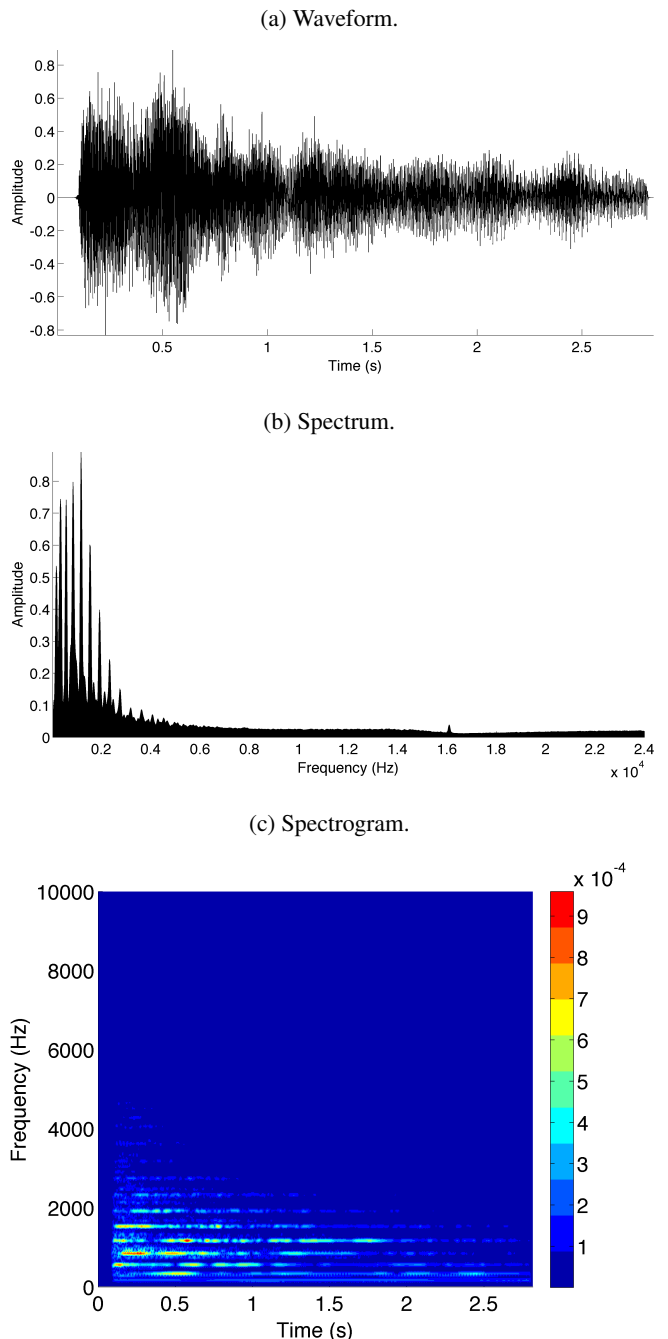 (a) Waveform.
0.8
0.6
0.4
0.2
0
-0.2
-0.4
-0.6
-0.8
Amplitude
0.5 1 1.5 2 2.5
Time (s)
(b) Spectrum.
0.8
0.7
0.6
0.5
0.4
0.3
0.2
0.1
0
Amplitude
0.2 0.4 0.6 0.8 1 1.2 1.4 1.6 1.8 2 2.2 2.4
Frequency (Hz)
x 10^4
(c) Spectrogram.
x 10^-4
10000
8000
6000
4000
2000
0
Frequency (Hz)
0 0.5 1 1.5 2 2.5
Time (s)
9
8
7
6
5
4
3
2
1